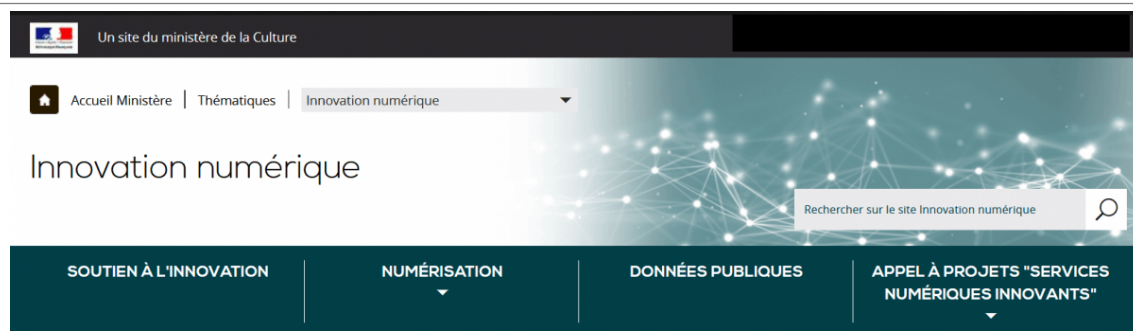 Un site du ministère de la Culture
Accueil Ministère | Thématiques | Innovation numérique
Innovation numérique
Rechercher sur le site Innovation numérique
SOUTIEN À L'INNOVATION
NUMÉRISATION
DONNÉES PUBLIQUES
APPEL À PROJETS "SERVICES
NUMÉRIQUES INNOVANTS"